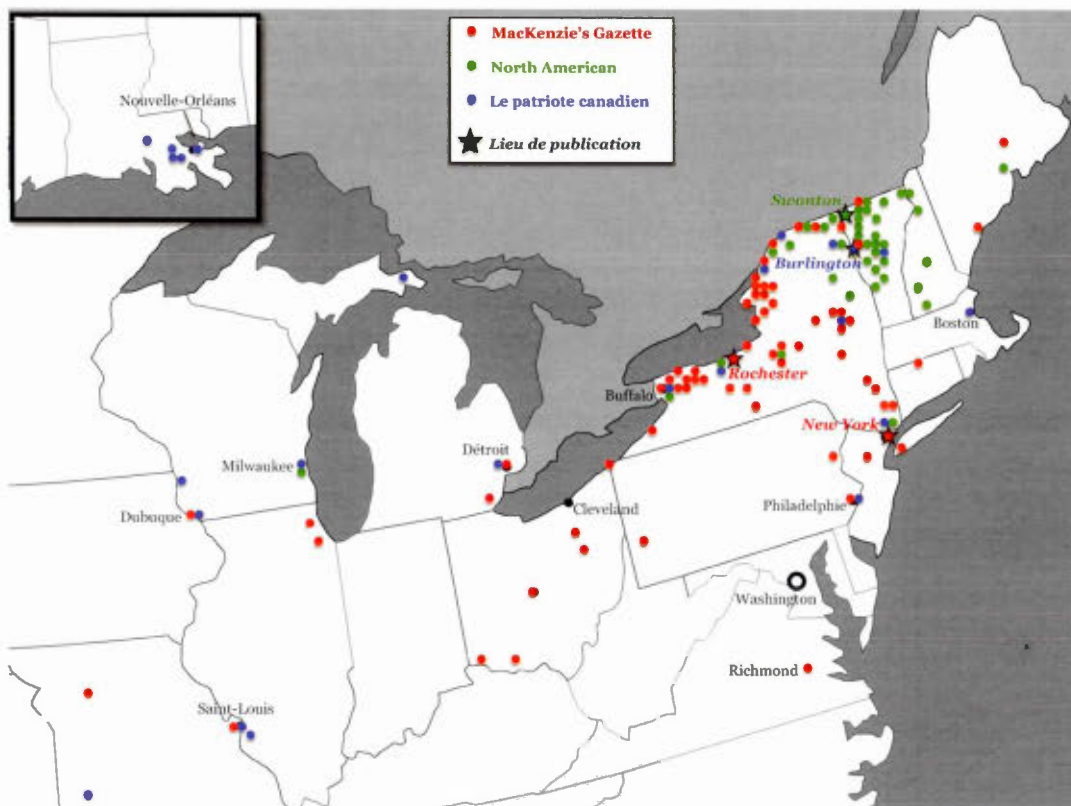 MacKenzie's Gazette
North American
Le patriote canadien
Lieu de publication
Nouvelle-Orléans
Swanton
Burlington
Boston
Rochester
Buffalo
New York
Milwaukee
Détroit
Dubuque
Cleveland
Philadelphie
Washington
Richmond
Saint-Louis